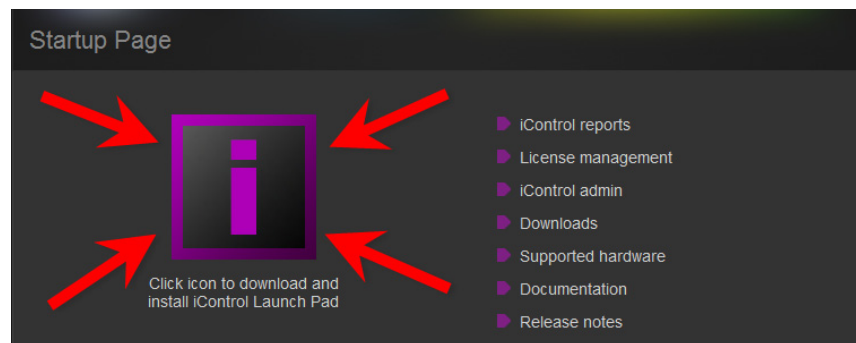 Startup Page
i
Click icon to download and
install iControl Launch Pad
iControl reports
License management
iControl admin
Downloads
Supported hardware
Documentation
Release notes